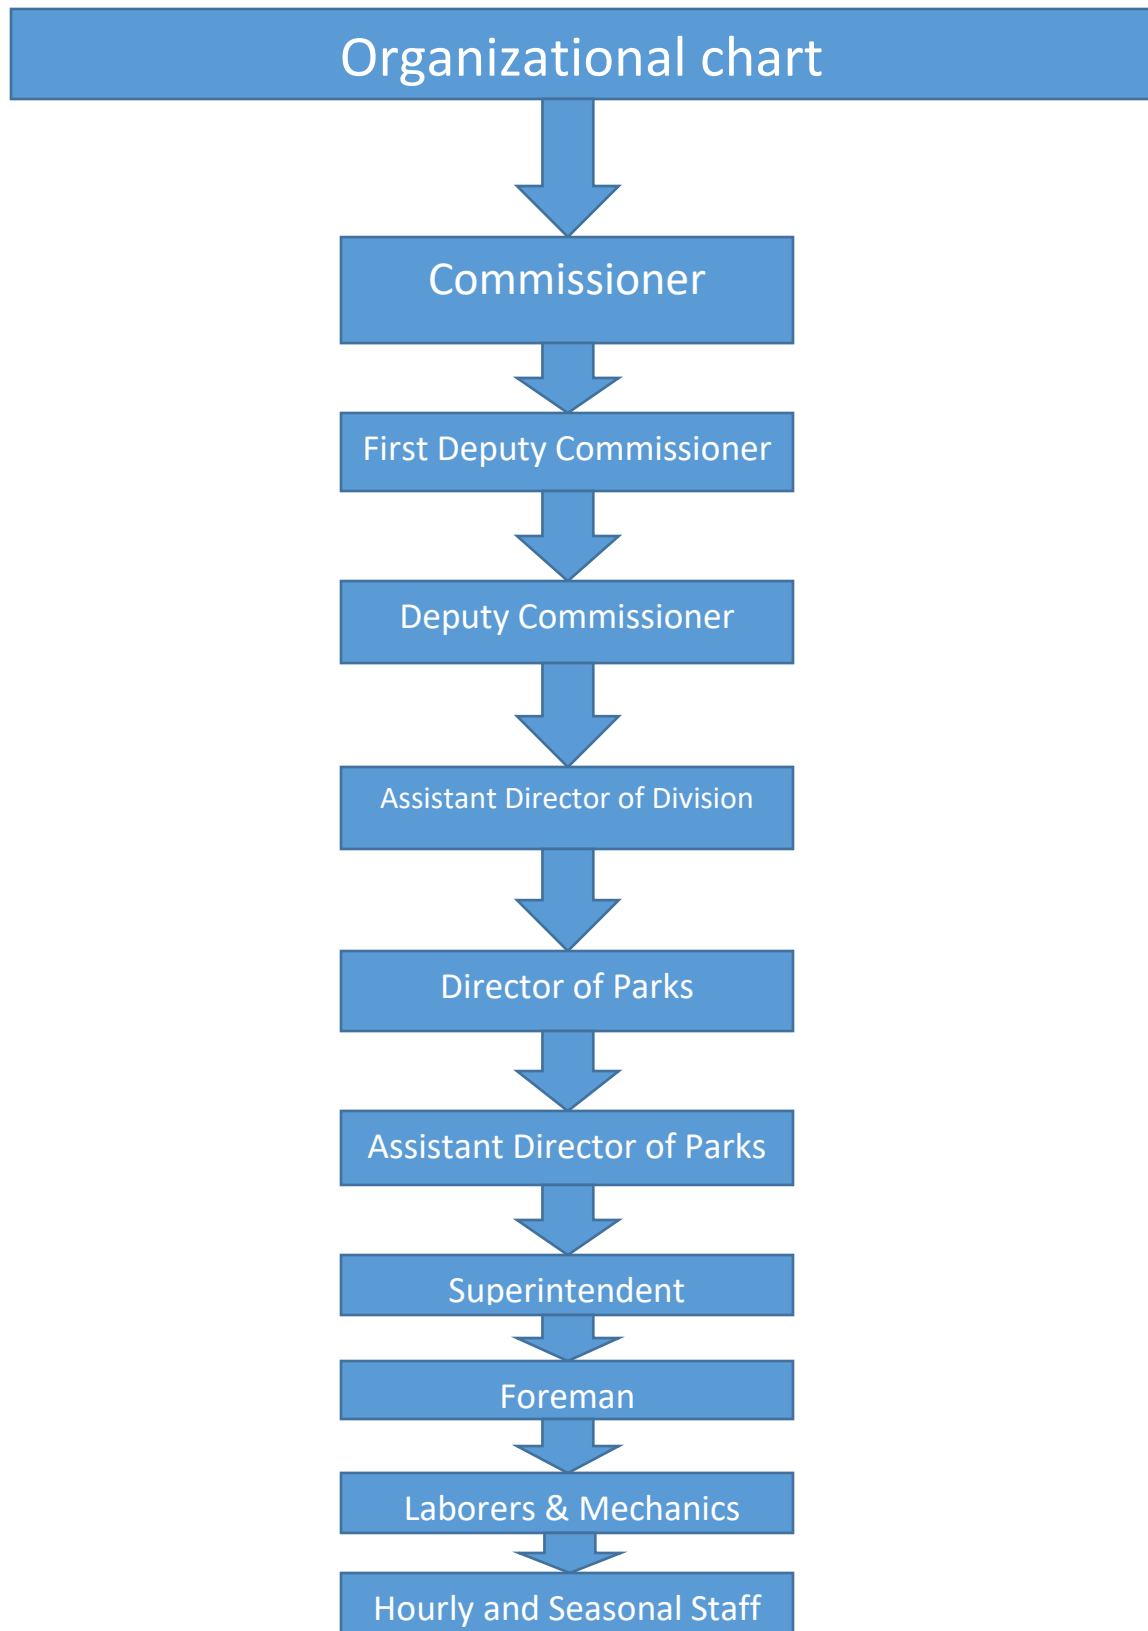 Organizational chart
Commissioner
First Deputy Commissioner
Deputy Commissioner
Assistant Director of Division
Director of Parks
Assistant Director of Parks
Superintendent
Foreman
Laborers & Mechanics
Hourly and Seasonal Staff